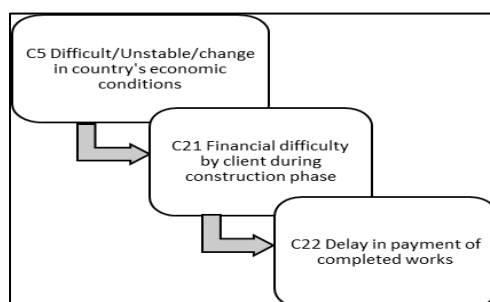 C5 Difficult/Unstable/change
in country's economic
conditions
C21 Financial difficulty
by client during
construction phase
C22 Delay in payment of
completed works